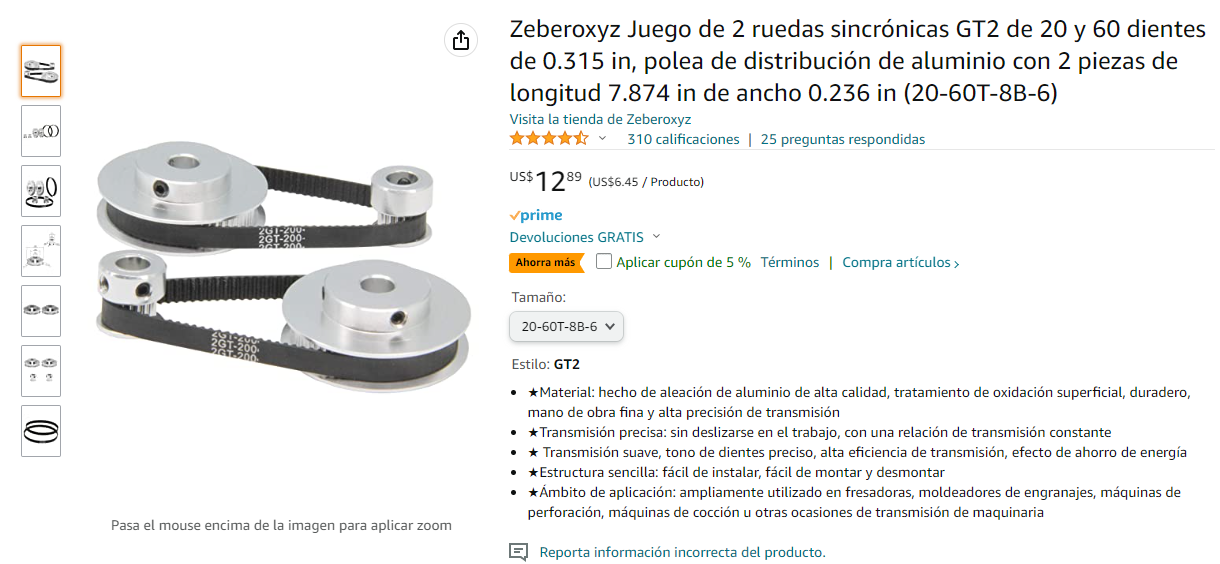 Zeberoxyz Juego de 2 ruedas sincrónicas GT2 de 20 y 60 dientes
de 0.315 in, polea de distribución de aluminio con 2 piezas de
longitud 7.874 in de ancho 0.236 in (20-60T-8B-6)
Visita la tienda de Zeberoxyz
310 calificaciones | 25 preguntas respondidas
US$1289 (US$6.45 / Producto)
prime
Devoluciones GRATIS
Ahorra más Aplicar cupón de 5 % Términos | Compra artículos ›
Tamaño:
20-60T-8B-6
Estilo: GT2
• ★Material: hecho de aleación de aluminio de alta calidad, tratamiento de oxidación superficial, duradero,
mano de obra fina y alta precisión de transmisión
• ★Transmisión precisa: sin deslizarse en el trabajo, con una relación de transmisión constante
• ★ Transmisión suave, tono de dientes preciso, alta eficiencia de transmisión, efecto de ahorro de energía
• ★Estructura sencilla: fácil de instalar, fácil de montar y desmontar
• ★Ámbito de aplicación: ampliamente utilizado en fresadoras, moldeadores de engranajes, máquinas de
perforación, máquinas de cocción u otras ocasiones de transmisión de maquinaria
Reporta información incorrecta del producto.
2GT-200-
2GT-200-
2GT-200-
2GT-200-
2GT-200-
2GT-200-
Pasa el mouse encima de la imagen para aplicar zoom